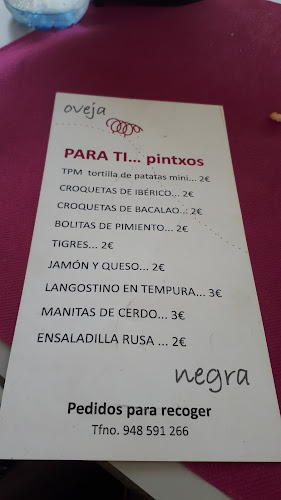 oveja
PARA TI... pintxos
TPM tortilla de patatas mini... 2€
CROQUETAS DE IBÉRICO... 2€
CROQUETAS DE BACALAO... 2€
BOLITAS DE PIMIENTO... 2€
TIGRES... 2€
JAMÓN Y QUESO... 2€
LANGOSTINO EN TEMPURA... 3€
MANITAS DE CERDO... 3€
ENSALADILLA RUSA ... 2€
negra
Pedidos para recoger
Tfno. 948 591 266